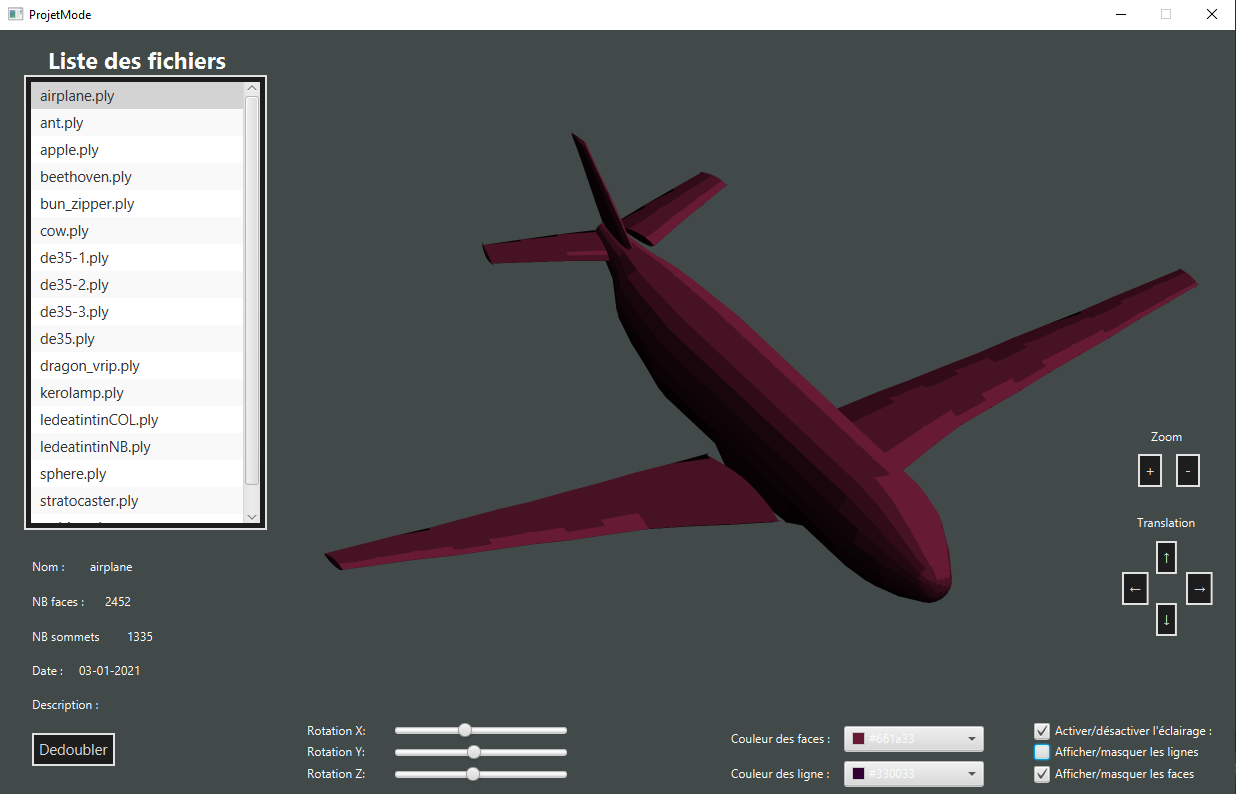 ProjetMode
Liste des fichiers
airplane.ply
ant.ply
apple.ply
beethoven.ply
bun_zipper.ply
cow.ply
de35-1.ply
de35-2.ply
de35-3.ply
de35.ply
dragon_vrip.ply
kerolamp.ply
ledeatintinCOL.ply
ledeatintinNB.ply
sphere.ply
stratocaster.ply
Nom : airplane
NB faces : 2452
NB sommets 1335
Date : 03-01-2021
Description :
Dedoubler
Rotation X:
Rotation Y:
Rotation Z:
Couleur des faces : #661a33
Couleur des ligne : #330033
Zoom
+ -
Translation
↑
← →
↓
Activer/désactiver l'éclairage :
Afficher/masquer les lignes
Afficher/masquer les faces